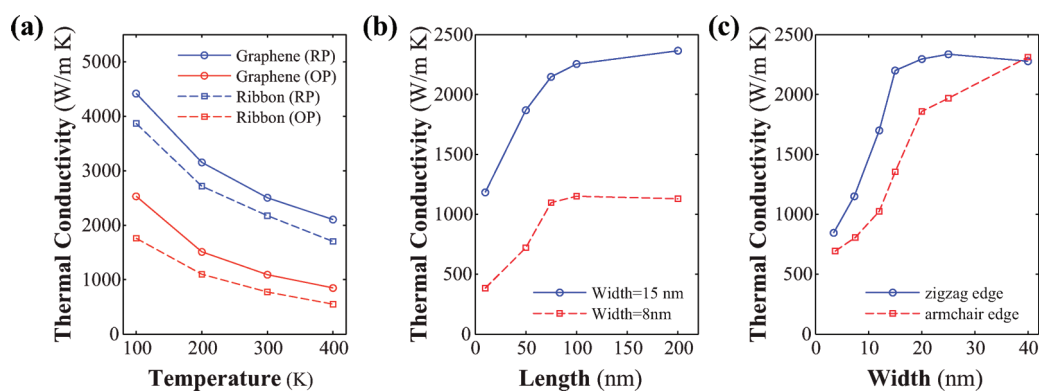 (a)
Thermal Conductivity (W/m K)
5000
4000
3000
2000
1000
0
100 200 300 400
Temperature (K)
Graphene (RP)
Graphene (OP)
Ribbon (RP)
Ribbon (OP)
(b)
Thermal Conductivity (W/m K)
2500
2000
1500
1000
500
0
0 50 100 150 200
Length (nm)
Width=15 nm
Width=8nm
(c)
Thermal Conductivity (W/m K)
2500
2000
1500
1000
500
0
0 10 20 30 40
Width (nm)
zigzag edge
armchair edge